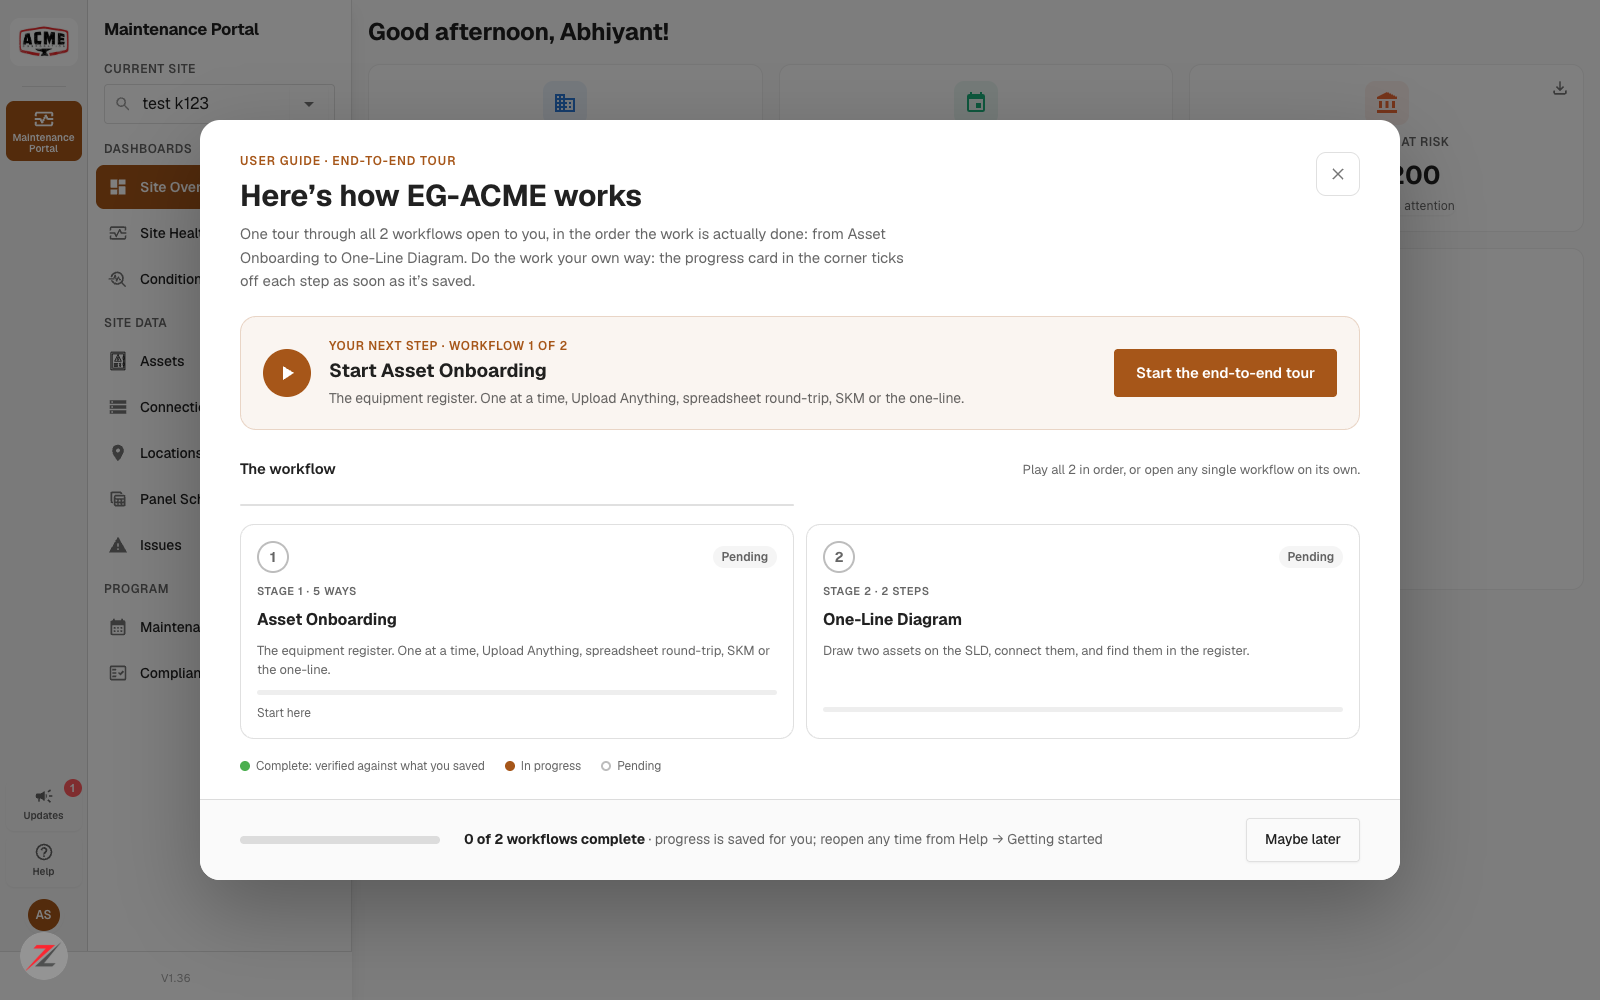 ACME
Maintenance Portal
Maintenance Portal
CURRENT SITE
test k123
DASHBOARDS
Site Over
Site Heal
Condition
SITE DATA
Assets
Connecti
Locations
Panel Sch
Issues
PROGRAM
Maintena
Complian
Updates
1
Help
AS
V1.36
Good afternoon, Abhiyant!
AT RISK
200
attention
USER GUIDE · END-TO-END TOUR
Here’s how EG-ACME works
One tour through all 2 workflows open to you, in the order the work is actually done: from Asset
Onboarding to One-Line Diagram. Do the work your own way: the progress card in the corner ticks
off each step as soon as it’s saved.
YOUR NEXT STEP · WORKFLOW 1 OF 2
Start Asset Onboarding
The equipment register. One at a time, Upload Anything, spreadsheet round-trip, SKM or the one-line.
Start the end-to-end tour
The workflow
Play all 2 in order, or open any single workflow on its own.
1
Pending
STAGE 1 · 5 WAYS
Asset Onboarding
The equipment register. One at a time, Upload Anything, spreadsheet round-trip, SKM or
the one-line.
Start here
2
Pending
STAGE 2 · 2 STEPS
One-Line Diagram
Draw two assets on the SLD, connect them, and find them in the register.
Complete: verified against what you saved
In progress
Pending
0 of 2 workflows complete · progress is saved for you; reopen any time from Help → Getting started
Maybe later